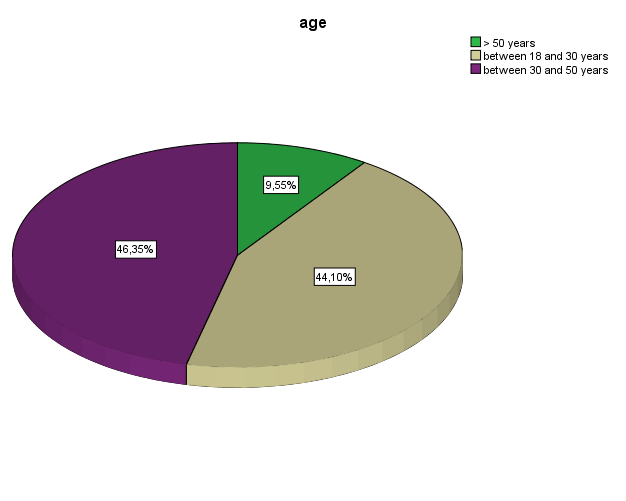 age
> 50 years
between 18 and 30 years
between 30 and 50 years
9,55%
46,35%
44,10%